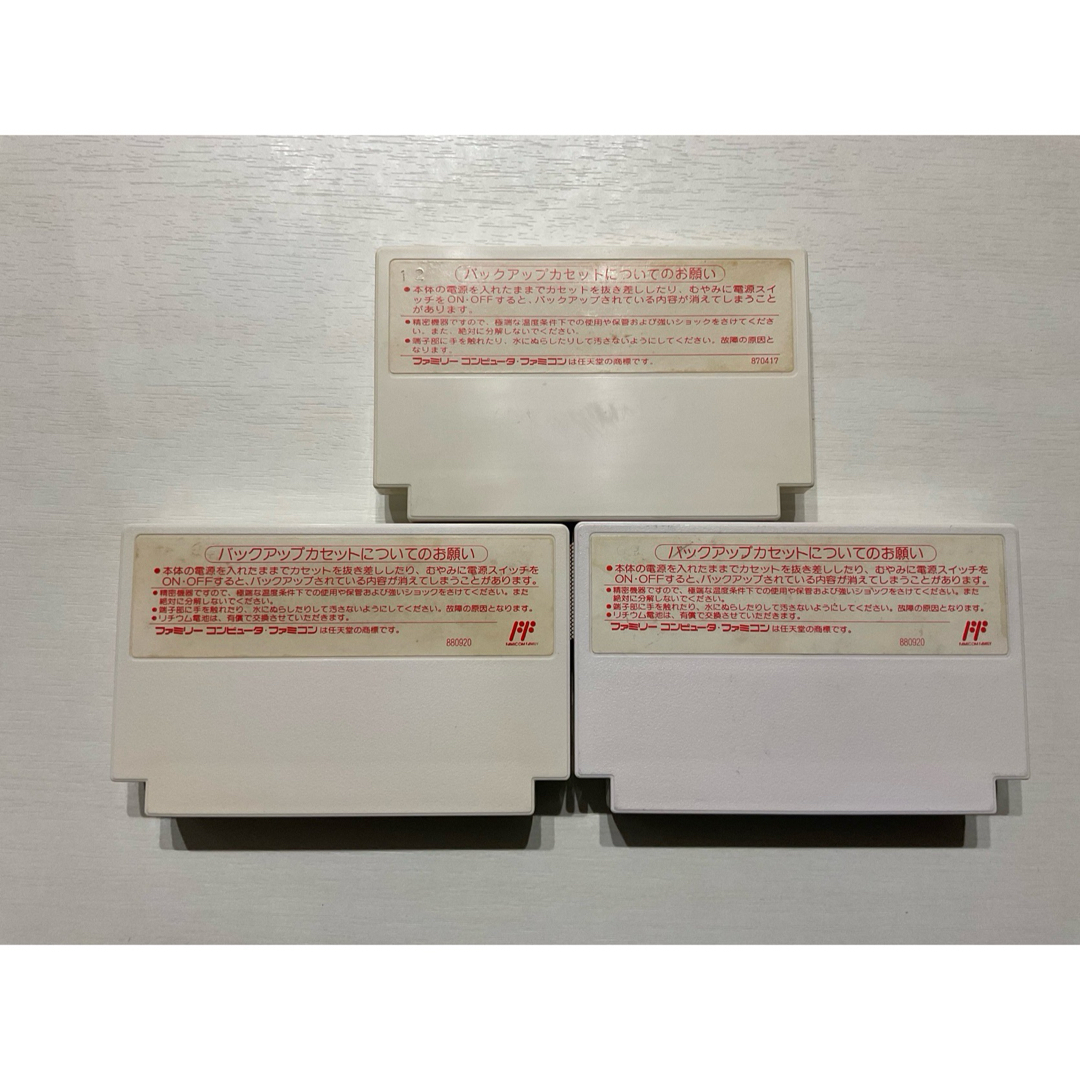 12
バックアップカセットについてのお願い
●本体の電源を入れたままでカセットを抜き差ししたり、むやみに電源スイ
ッチをON・OFFすると、バックアップされている内容が消えてしまうこと
があります。
●精密機器ですので、極端な温度条件下での使用や保管および強いショックをさけてくださ
い。また、絶対に分解しないでください。
●端子部に手を触れたり、水にぬらしたりして汚さないようにしてください。故障の原因と
なります。
ファミリーコンピュータ・ファミコンは任天堂の商標です。
870417
バックアップカセットについてのお願い
●本体の電源を入れたままでカセットを抜き差ししたり、むやみに電源スイッチを
ON・OFFすると、バックアップされている内容が消えてしまうことがあります。
●精密機器ですので、極端な温度条件下での使用や保管および強いショックをさけてください。また
絶対に分解しないでください。
●端子部に手を触れたり、水にぬらしたりして汚さないようにしてください。故障の原因となります。
●リチウム電池は、有償で交換させていただきます。
ファミリーコンピュータ・ファミコンは任天堂の商標です。
880920
バックアップカセットについてのお願い
●本体の電源を入れたままでカセットを抜き差ししたり、むやみに電源スイッチを
ON・OFFすると、バックアップされている内容が消えてしまうことがあります。
●精密機器ですので、極端な温度条件下での使用や保管および強いショックをさけてください。また
絶対に分解しないでください。
●端子部に手を触れたり、水にぬらしたりして汚さないようにしてください。故障の原因となります。
●リチウム電池は、有償で交換させていただきます。
ファミリーコンピュータ・ファミコンは任天堂の商標です。
880920